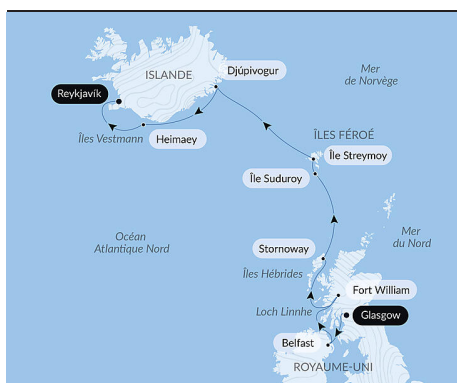 Djúpivogur
ISLANDE
Mer
de Norvège
Reykjavík
Îles Vestmann
Heimaey
ÎLES FÉROÉ
Île Streymoy
Île Suduroy
Océan
Atlantique Nord
Mer
du Nord
Stornoway
Îles Hébrides
Fort William
Loch Linnhe
Glasgow
Belfast
ROYAUME-UNI